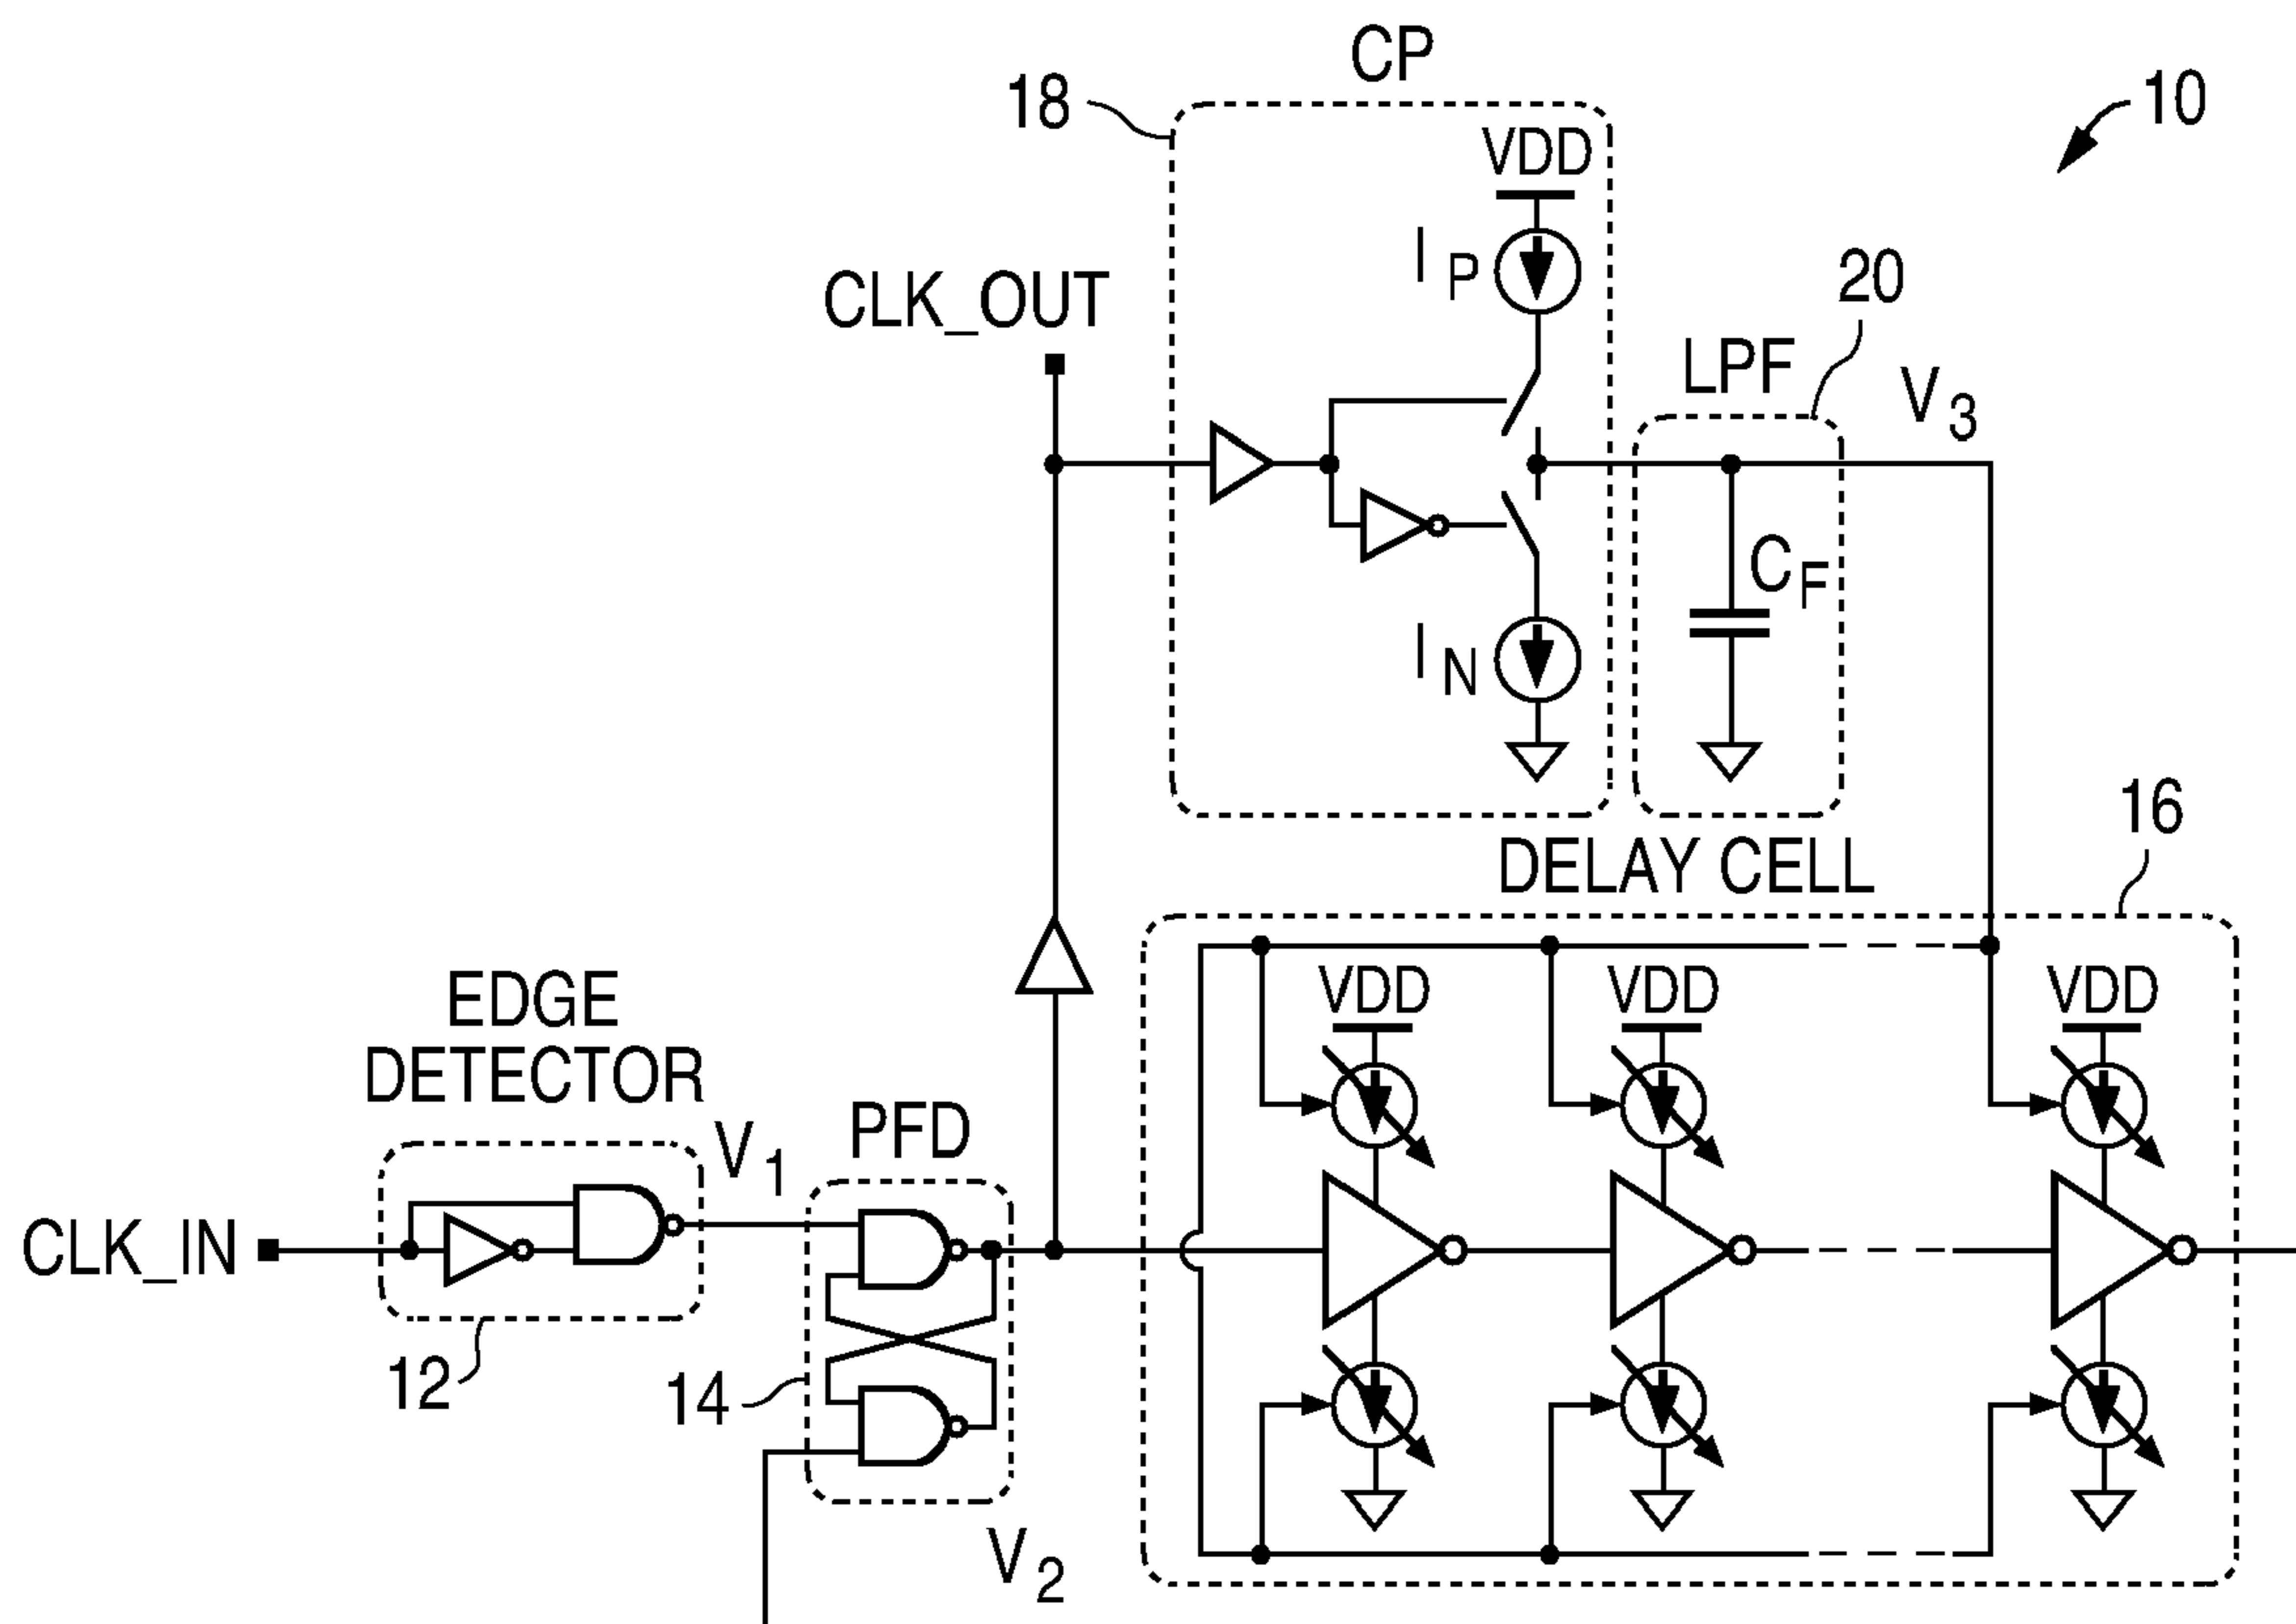 CP
18
10
VDD
I P
20
CLK_OUT
LPF
V 3
C F
I N
16
DELAY CELL
VDD
VDD
VDD
EDGE
DETECTOR
V 1
PFD
CLK_IN
12
14
V 2